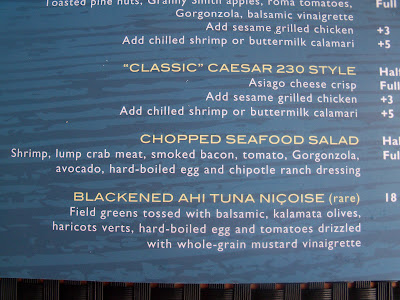 Toasted pine nuts, Granny Smith apples, roma tomatoes, Full
Gorgonzola, balsamic vinaigrette
Add sesame grilled chicken +3
Add chilled shrimp or buttermilk calamari +5
"CLASSIC" CAESAR 230 STYLE Half
Asiago cheese crisp Full
Add sesame grilled chicken +3
Add chilled shrimp or buttermilk calamari +5
CHOPPED SEAFOOD SALAD
Shrimp, lump crab meat, smoked bacon, tomato, Gorgonzola, Full
avocado, hard-boiled egg and chipotle ranch dressing
BLACKENED AHI TUNA NIÇOISE (rare) 18
Field greens tossed with balsamic, kalamata olives,
haricots verts, hard-boiled egg and tomatoes drizzled
with whole-grain mustard vinaigrette